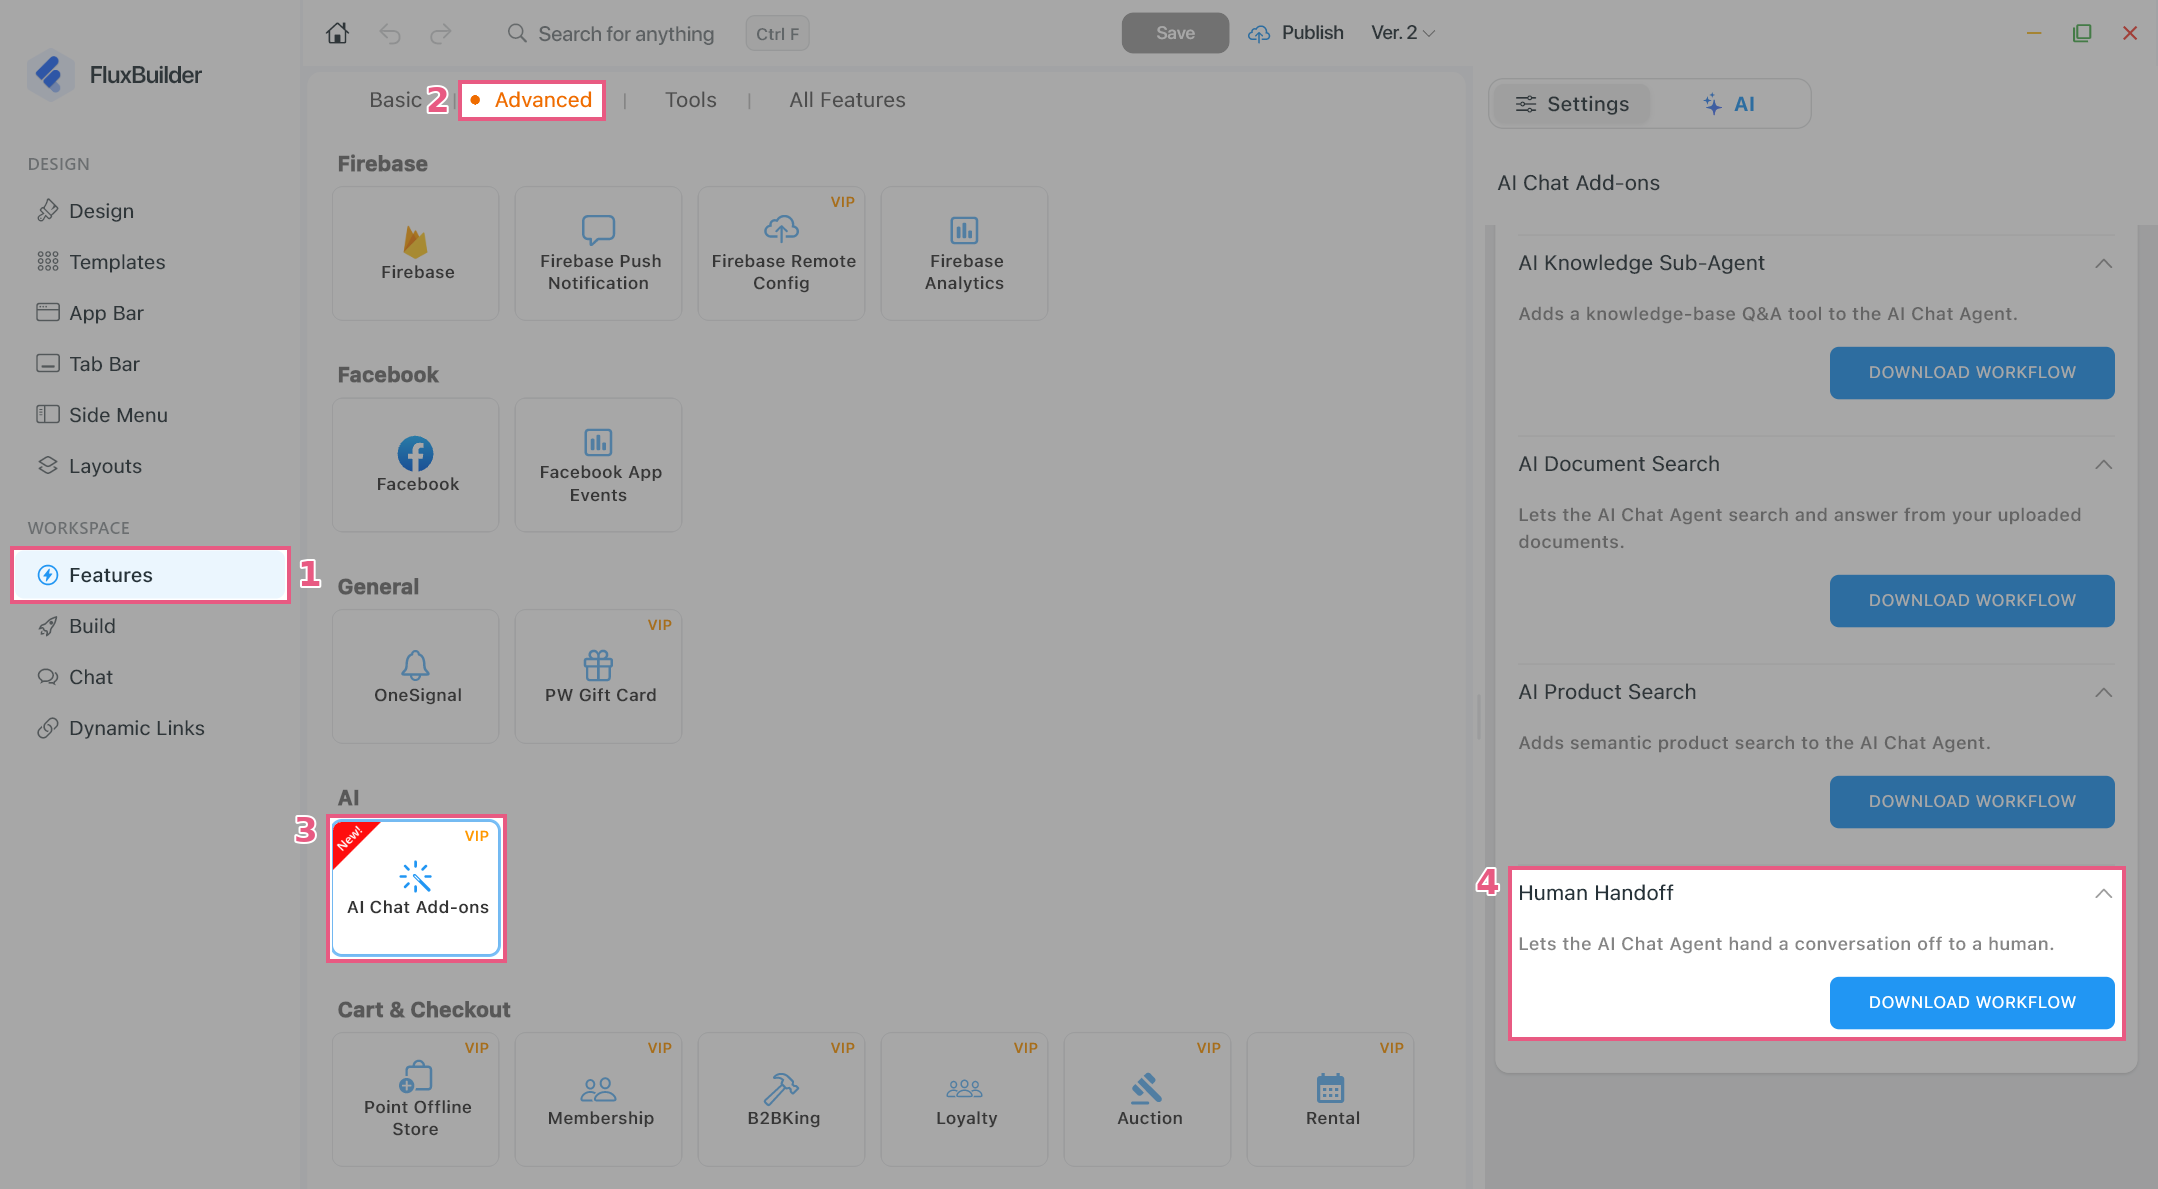 FluxBuilder
Search for anything
Ctrl F
Save
Publish
Ver. 2
DESIGN
Design
Templates
App Bar
Tab Bar
Side Menu
Layouts
WORKSPACE
Features
1
Build
Chat
Dynamic Links
Basic
2
Advanced
Tools
All Features
Firebase
Firebase
Firebase Push
Notification
VIP
Firebase Remote
Config
Firebase
Analytics
Facebook
Facebook
Facebook App
Events
General
OneSignal
VIP
PW Gift Card
AI
3
New!
VIP
AI Chat Add-ons
Cart & Checkout
VIP
Point Offline
Store
VIP
Membership
VIP
B2BKing
VIP
Loyalty
VIP
Auction
VIP
Rental
Settings
AI
AI Chat Add-ons
AI Knowledge Sub-Agent
Adds a knowledge-base Q&A tool to the AI Chat Agent.
DOWNLOAD WORKFLOW
AI Document Search
Lets the AI Chat Agent search and answer from your uploaded
documents.
DOWNLOAD WORKFLOW
AI Product Search
Adds semantic product search to the AI Chat Agent.
DOWNLOAD WORKFLOW
4
Human Handoff
Lets the AI Chat Agent hand a conversation off to a human.
DOWNLOAD WORKFLOW